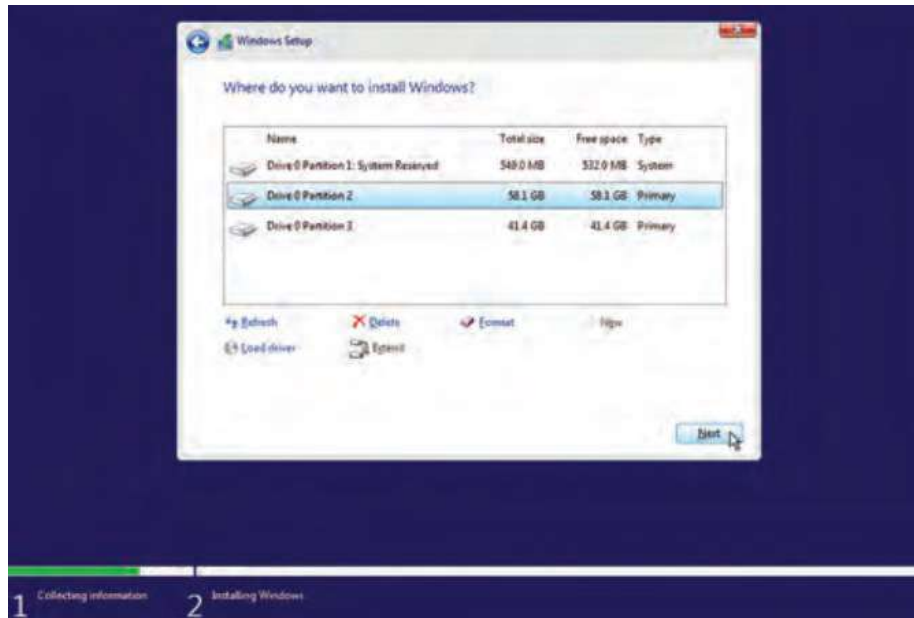 Windows Setup
Where do you want to install Windows?
Name Total size Free space Type
Drive 0 Partition 1: System Reserved 549.0 MB 532.0 MB System
Drive 0 Partition 2 58.1 GB 58.1 GB Primary
Drive 0 Partition 3 41.4 GB 41.4 GB Primary
Refresh Delete Format New
Load driver Extend
Next
1 Collecting information 2 Installing Windows